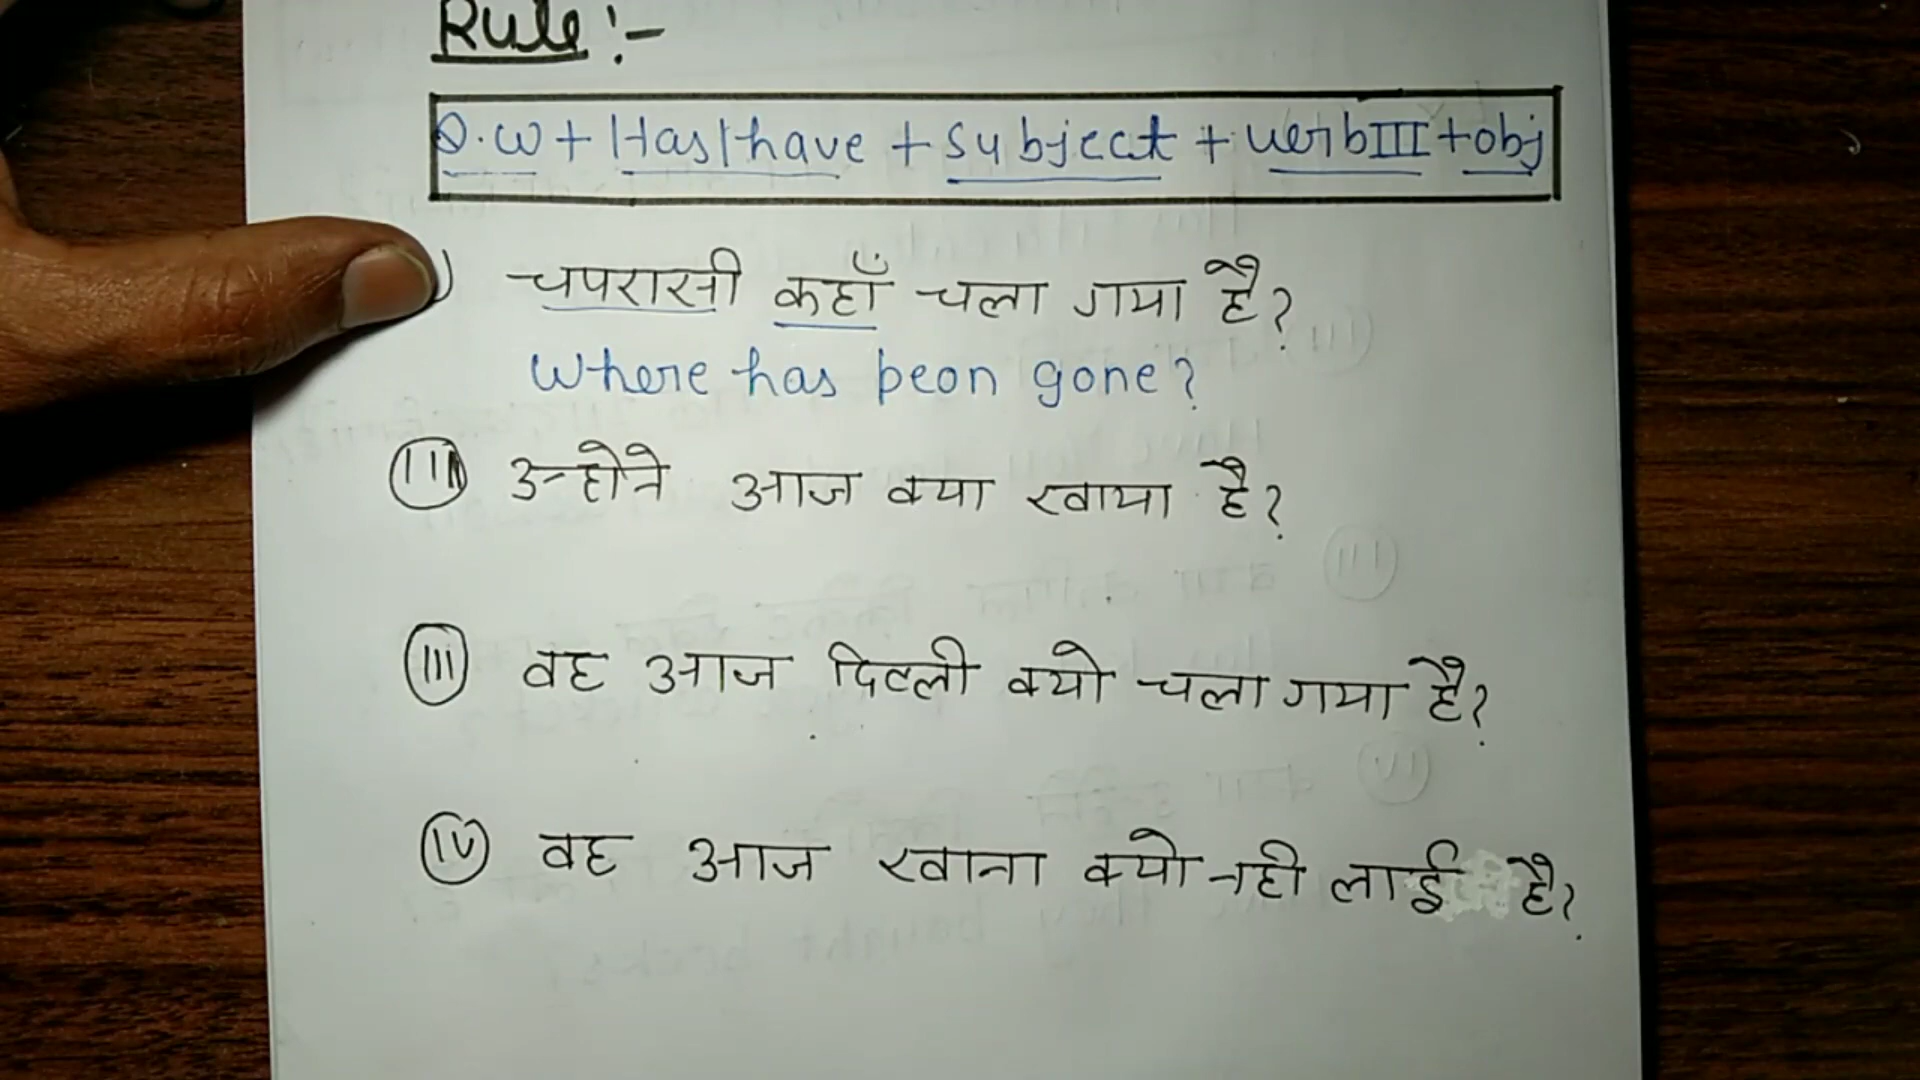 Rule :-
Q.w + Has/have + Subject + verb III + obj
) चपरासी कहाँ चला गया है?
Where has peon gone?
III उन्होने आज क्या खाया है?
III वह आज दिल्ली क्यो चला गया है?
IV वह आज खाना क्यो नही लाई है?